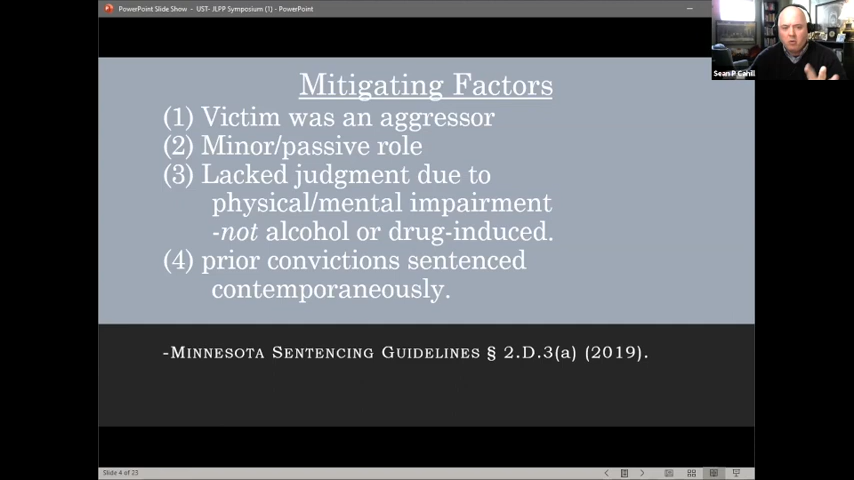 PowerPoint Slide Show - UST- JLPP Symposium (1) - PowerPoint
Sean P Cahill
Mitigating Factors
(1) Victim was an aggressor
(2) Minor/passive role
(3) Lacked judgment due to
physical/mental impairment
-not alcohol or drug-induced.
(4) prior convictions sentenced
contemporaneously.
-Minnesota Sentencing Guidelines § 2.D.3(a) (2019).
Slide 4 of 23